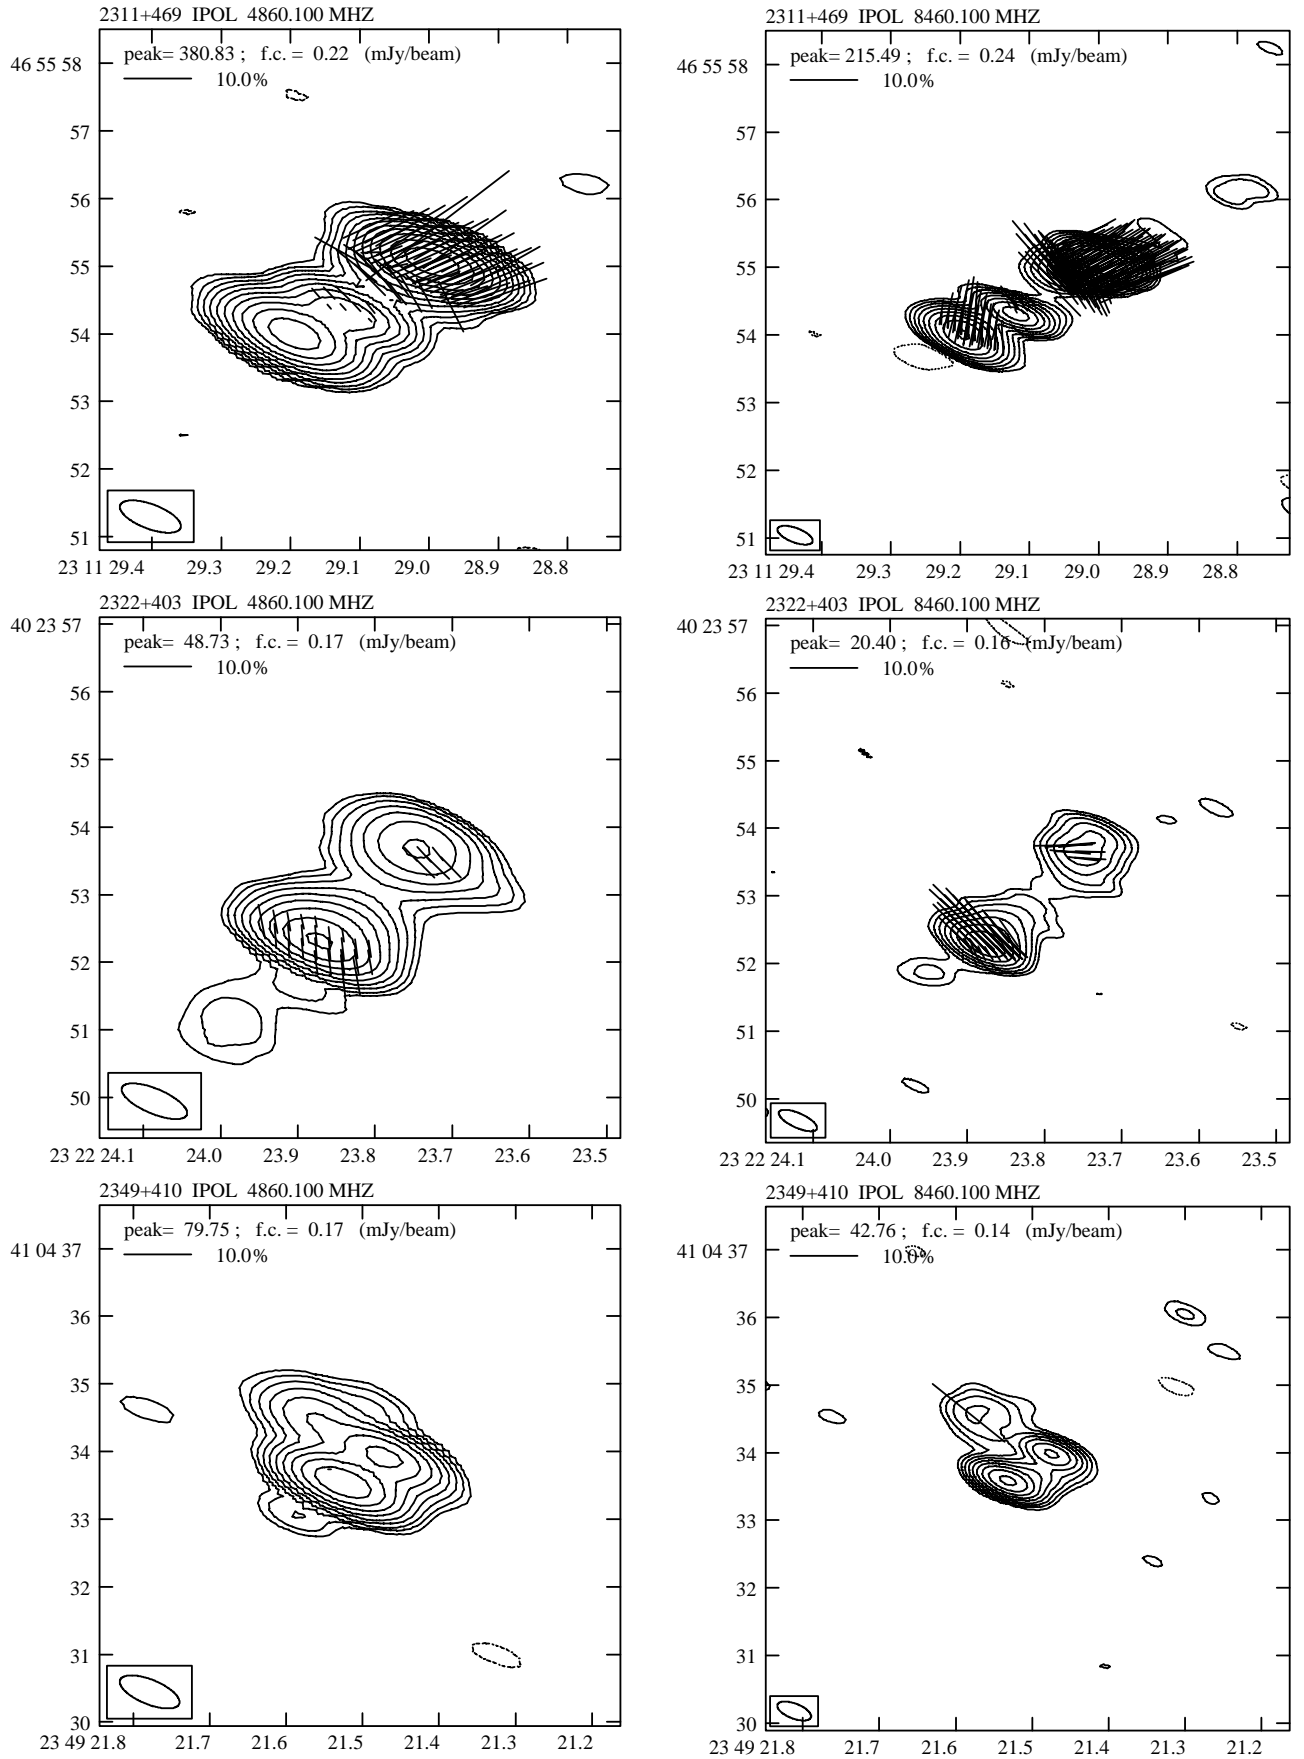 2311+469 IPOL 4860.100 MHZ
peak= 380.83 ; f.c. = 0.22 (mJy/beam)
10.0%
46 55 58
57
56
55
54
53
52
51
23 11 29.4 29.3 29.2 29.1 29.0 28.9 28.8
2311+469 IPOL 8460.100 MHZ
peak= 215.49 ; f.c. = 0.24 (mJy/beam)
10.0%
46 55 58
57
56
55
54
53
52
51
23 11 29.4 29.3 29.2 29.1 29.0 28.9 28.8
2322+403 IPOL 4860.100 MHZ
peak= 48.73 ; f.c. = 0.17 (mJy/beam)
10.0%
40 23 57
56
55
54
53
52
51
50
23 22 24.1 24.0 23.9 23.8 23.7 23.6 23.5
2322+403 IPOL 8460.100 MHZ
peak= 20.40 ; f.c. = 0.16 (mJy/beam)
10.0%
40 23 57
56
55
54
53
52
51
50
23 22 24.1 24.0 23.9 23.8 23.7 23.6 23.5
2349+410 IPOL 4860.100 MHZ
peak= 79.75 ; f.c. = 0.17 (mJy/beam)
10.0%
41 04 37
36
35
34
33
32
31
30
23 49 21.8 21.7 21.6 21.5 21.4 21.3 21.2
2349+410 IPOL 8460.100 MHZ
peak= 42.76 ; f.c. = 0.14 (mJy/beam)
10.0%
41 04 37
36
35
34
33
32
31
30
23 49 21.8 21.7 21.6 21.5 21.4 21.3 21.2